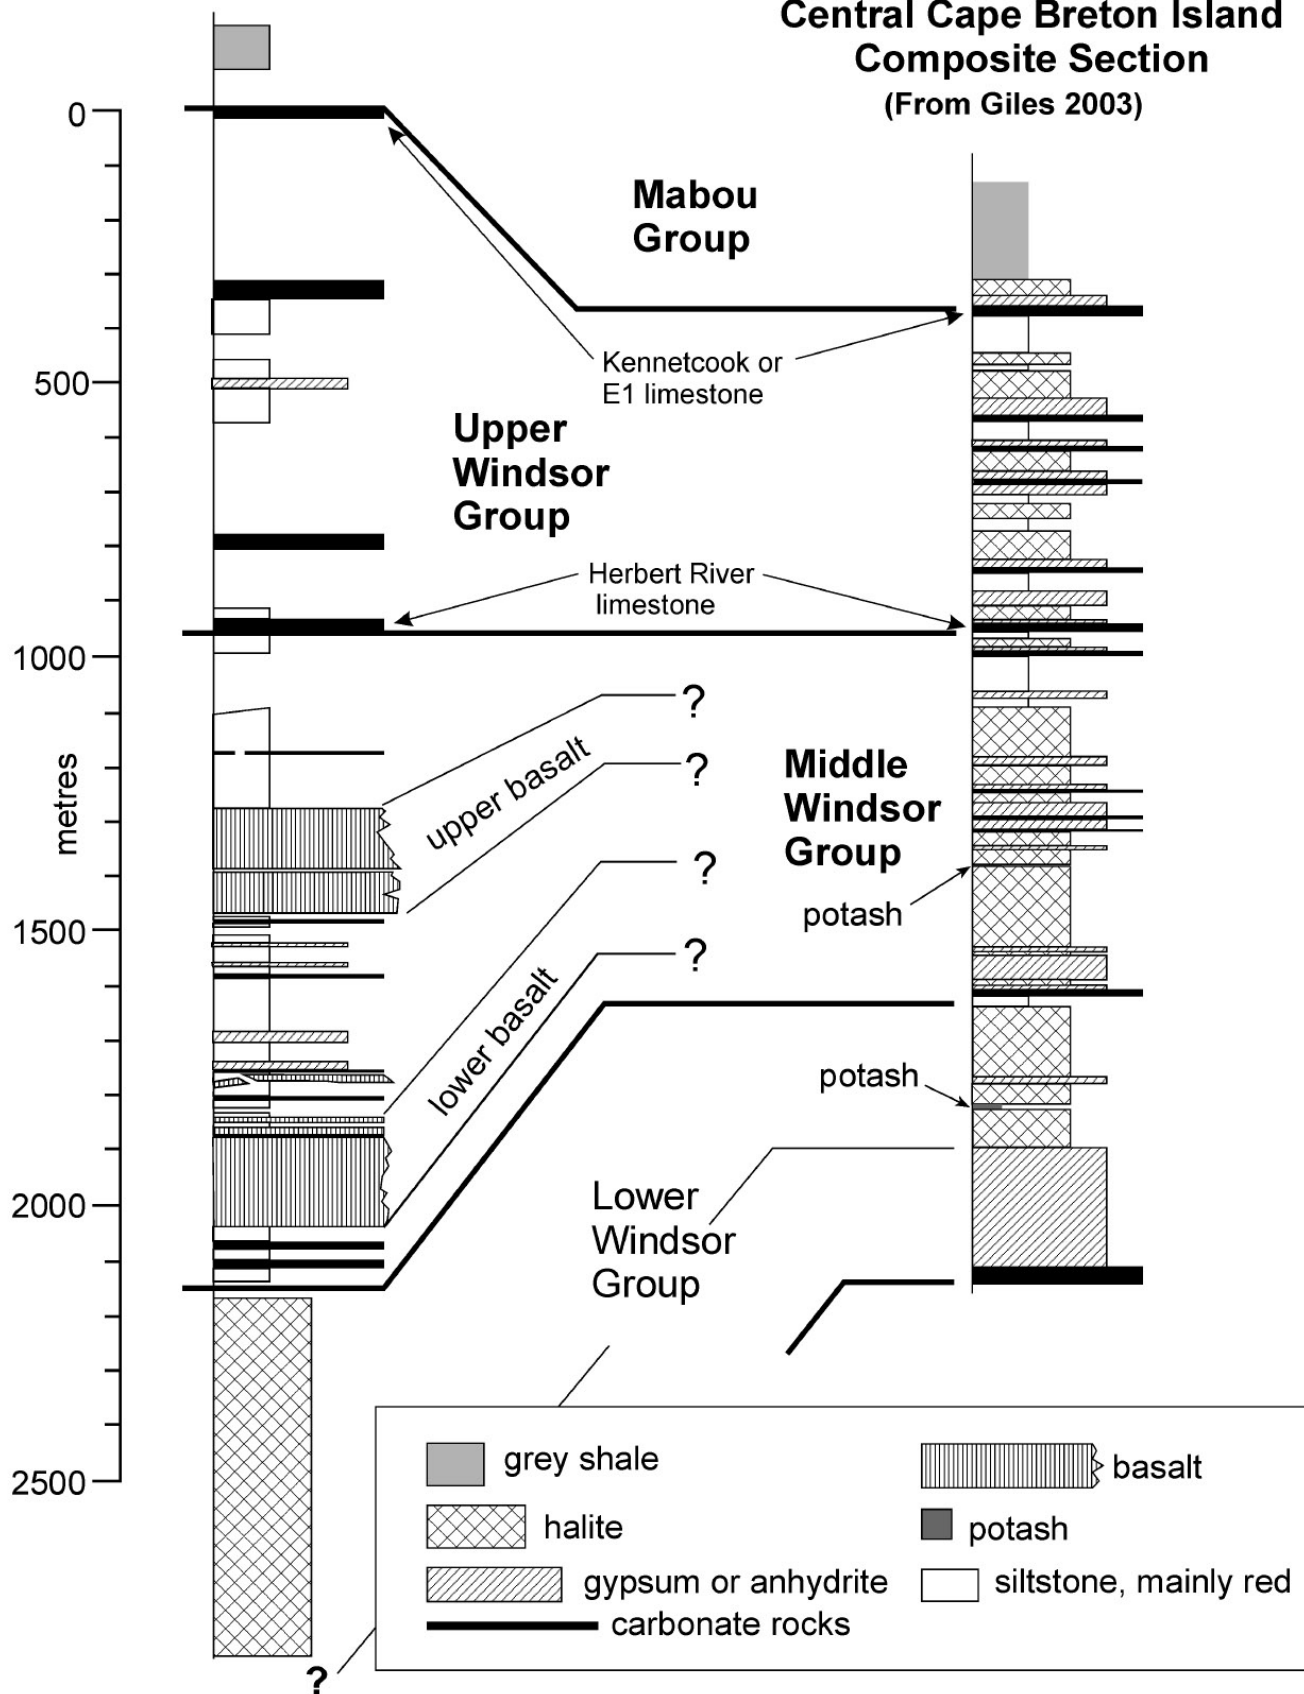 Central Cape Breton Island
Composite Section
(From Giles 2003)
0
500
1000
1500
2000
2500
metres
Mabou
Group
Kennetcook or
E1 limestone
Upper
Windsor
Group
Herbert River
limestone
?
upper basalt
?
Middle
Windsor
Group
?
potash
lower basalt
?
potash
Lower
Windsor
Group
?
grey shale
basalt
halite
potash
gypsum or anhydrite
siltstone, mainly red
carbonate rocks